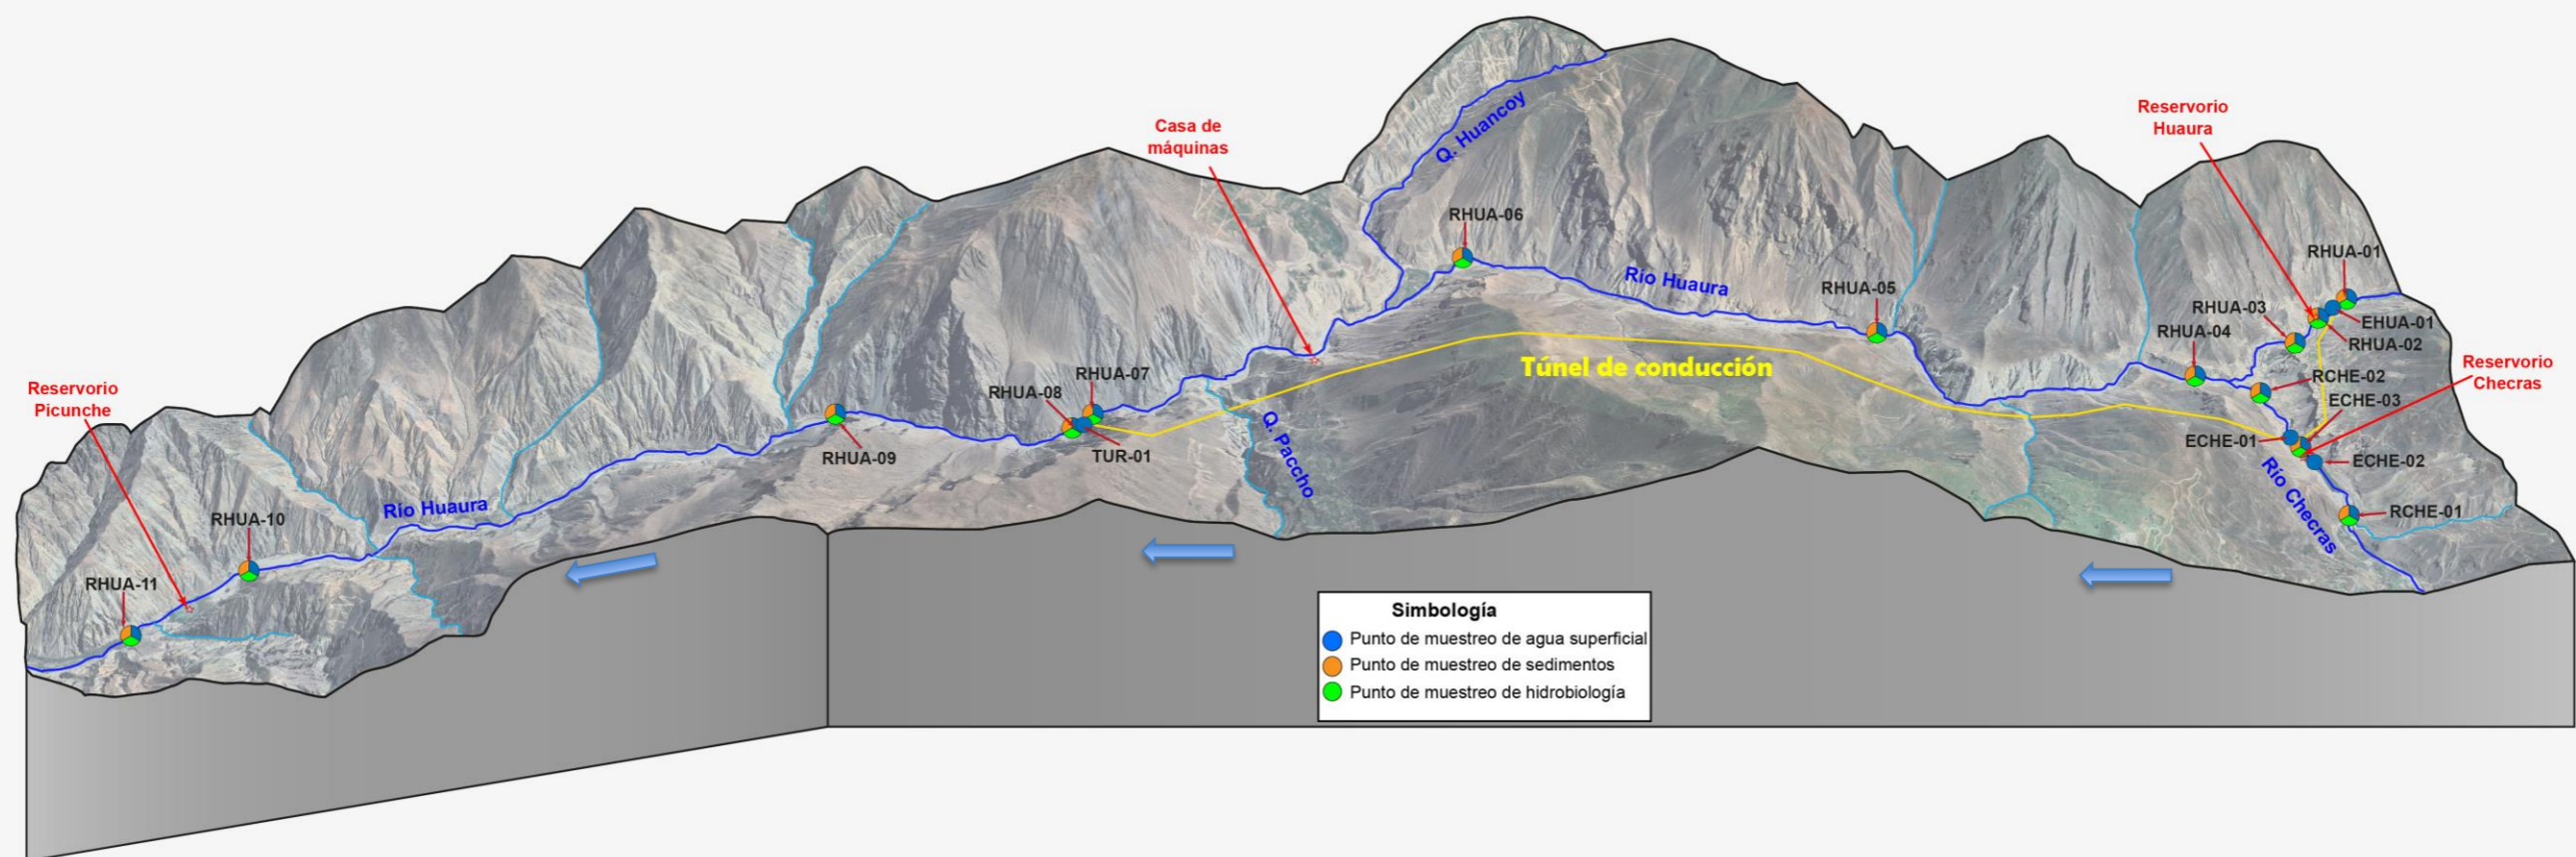 Reservorio
Huaura
Casa de
máquinas
Q. Huancoy
RHUA-06
Río Huaura
RHUA-05
RHUA-01
RHUA-03
EHUA-01
RHUA-04
RHUA-02
Reservorio
Checras
Túnel de conducción
RCHE-02
ECHE-03
Reservorio
Picunche
RHUA-07
RHUA-08
Q. Paccho
ECHE-01
RHUA-09
TUR-01
ECHE-02
Río Checras
Río Huaura
RHUA-10
RCHE-01
RHUA-11
Simbología
Punto de muestreo de agua superficial
Punto de muestreo de sedimentos
Punto de muestreo de hidrobiología